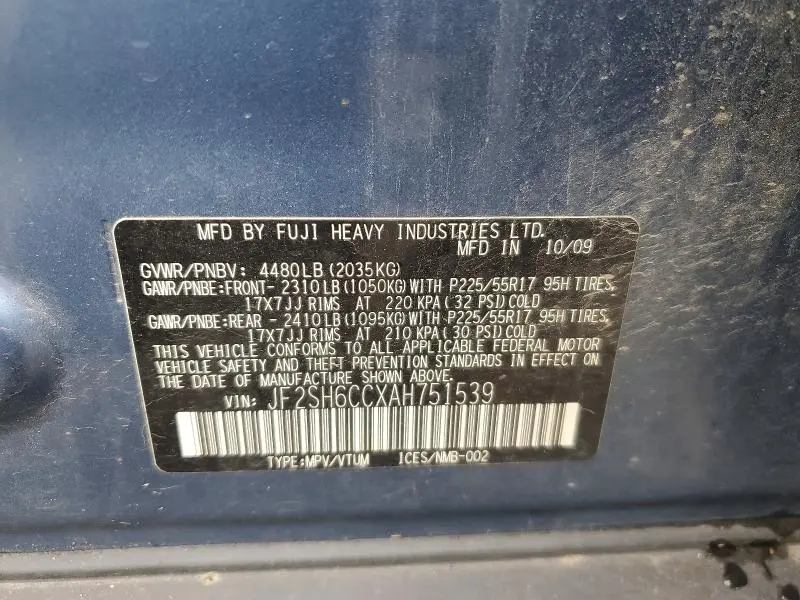 MFD BY FUJI HEAVY INDUSTRIES LTD.
MFD IN 10/09
GVWR/PNBV: 4480LB (2035KG)
GAWR/PNBE:FRONT- 2310LB (1050KG) WITH P225/55R17 95H TIRES,
17X7JJ RIMS AT 220 KPA (32 PSI) COLD
GAWR/PNBE:REAR - 2410LB (1095KG) WITH P225/55R17 95H TIRES,
17X7JJ RIMS AT 210 KPA (30 PSI) COLD
THIS VEHICLE CONFORMS TO ALL APPLICABLE FEDERAL MOTOR
VEHICLE SAFETY AND THEFT PREVENTION STANDARDS IN EFFECT ON
THE DATE OF MANUFACTURE SHOWN ABOVE.
VIN: JF2SH6CCXAH751539
TYPE:MPV/VTUM ICES/NMB-002